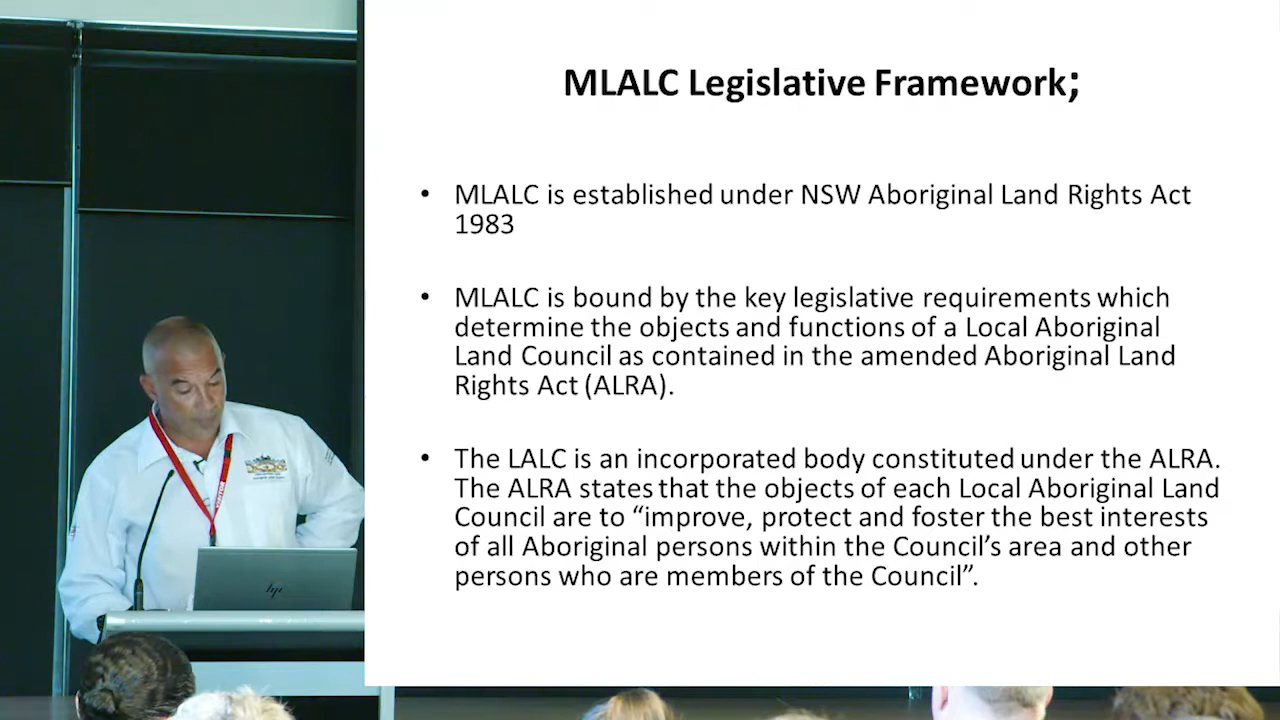 MLALC Legislative Framework;
• MLALC is established under NSW Aboriginal Land Rights Act
1983
• MLALC is bound by the key legislative requirements which
determine the objects and functions of a Local Aboriginal
Land Council as contained in the amended Aboriginal Land
Rights Act (ALRA).
• The LALC is an incorporated body constituted under the ALRA.
The ALRA states that the objects of each Local Aboriginal Land
Council are to “improve, protect and foster the best interests
of all Aboriginal persons within the Council’s area and other
persons who are members of the Council”.
VISITOR
hp